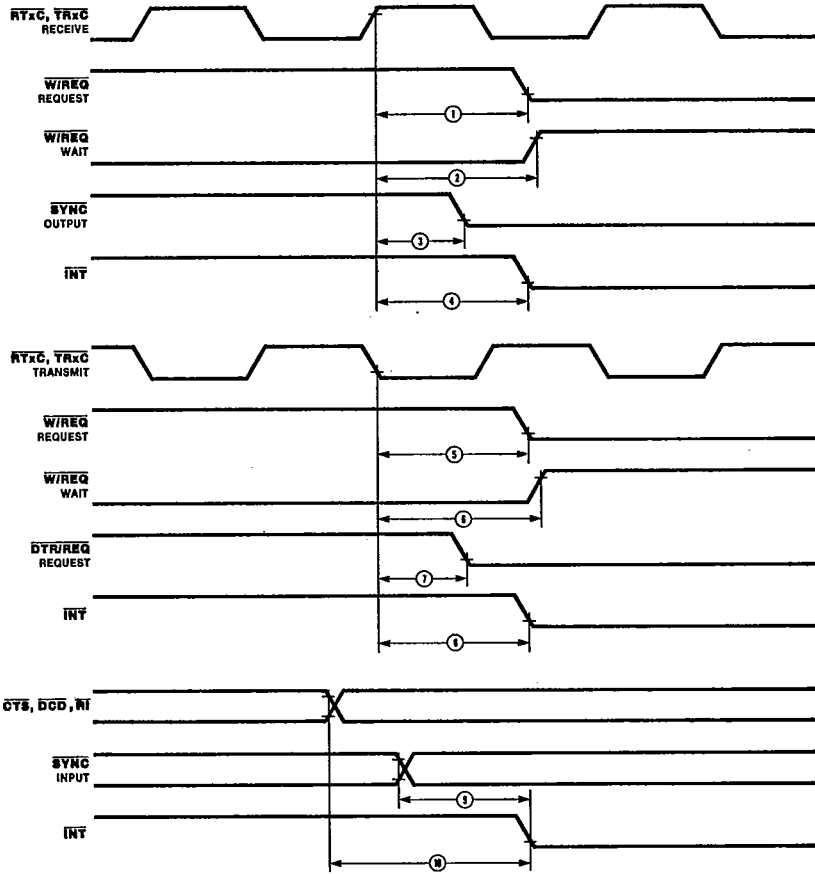 RTxC, TRxC
RECEIVE
W/REQ
REQUEST
1
W/REQ
WAIT
2
SYNC
OUTPUT
3
INT
4
RTxC, TRxC
TRANSMIT
W/REQ
REQUEST
5
W/REQ
WAIT
6
DTR/REQ
REQUEST
7
INT
8
CTS, DCD, RI
SYNC
INPUT
9
INT
10